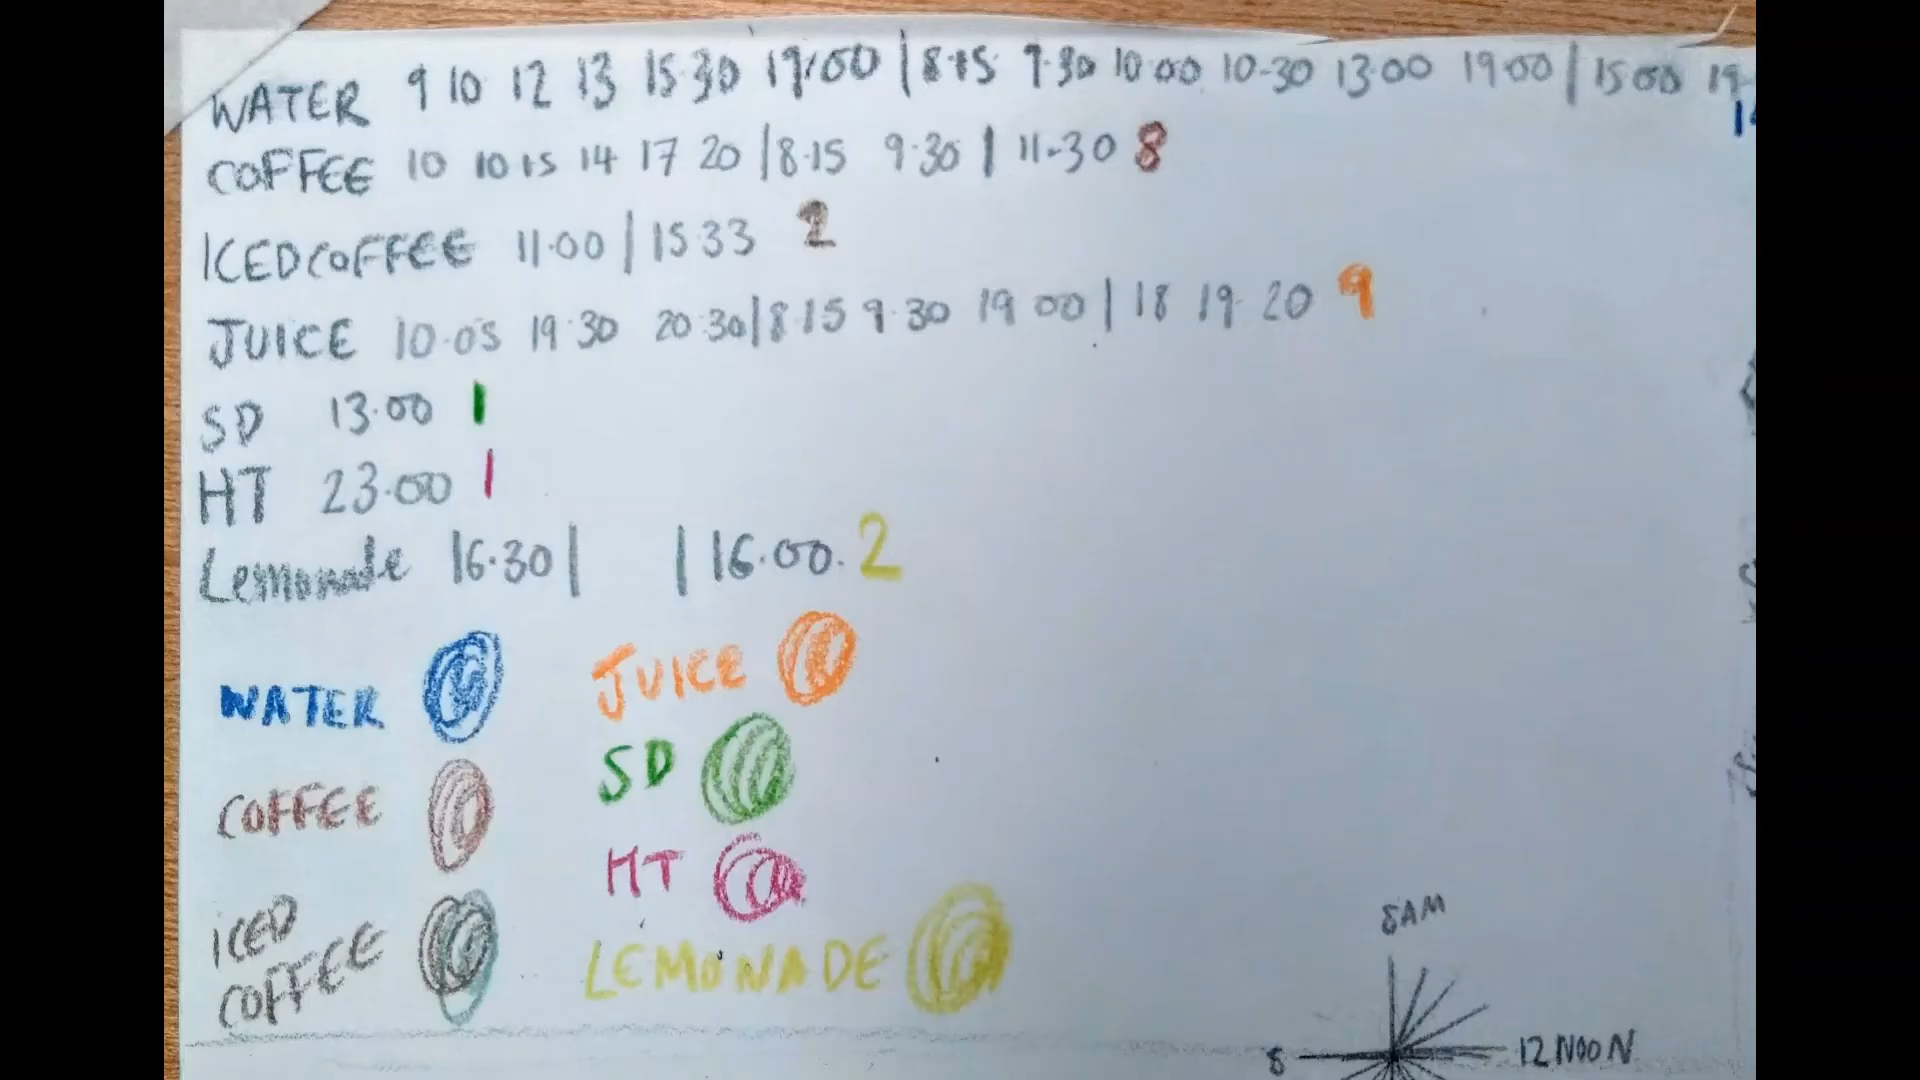 WATER 9 10 12 13 15.30 19:00 | 8.15 9.30 10.00 10-30 13.00 19.00 | 15.00 19
COFFEE 10 10 15 14 17 20 | 8.15 9.30 | 11-30 8
ICED COFFEE 11.00 | 15 33 2
JUICE 10.05 19.30 20.30 | 8.15 9.30 19 00 | 18 19 20 9
SD 13.00 1
HT 23.00 1
Lemonade 16.30 | | 16.00. 2
WATER
COFFEE
ICED
COFFEE
JUICE
SD
HT
LEMONADE
8AM
8 12 NOON